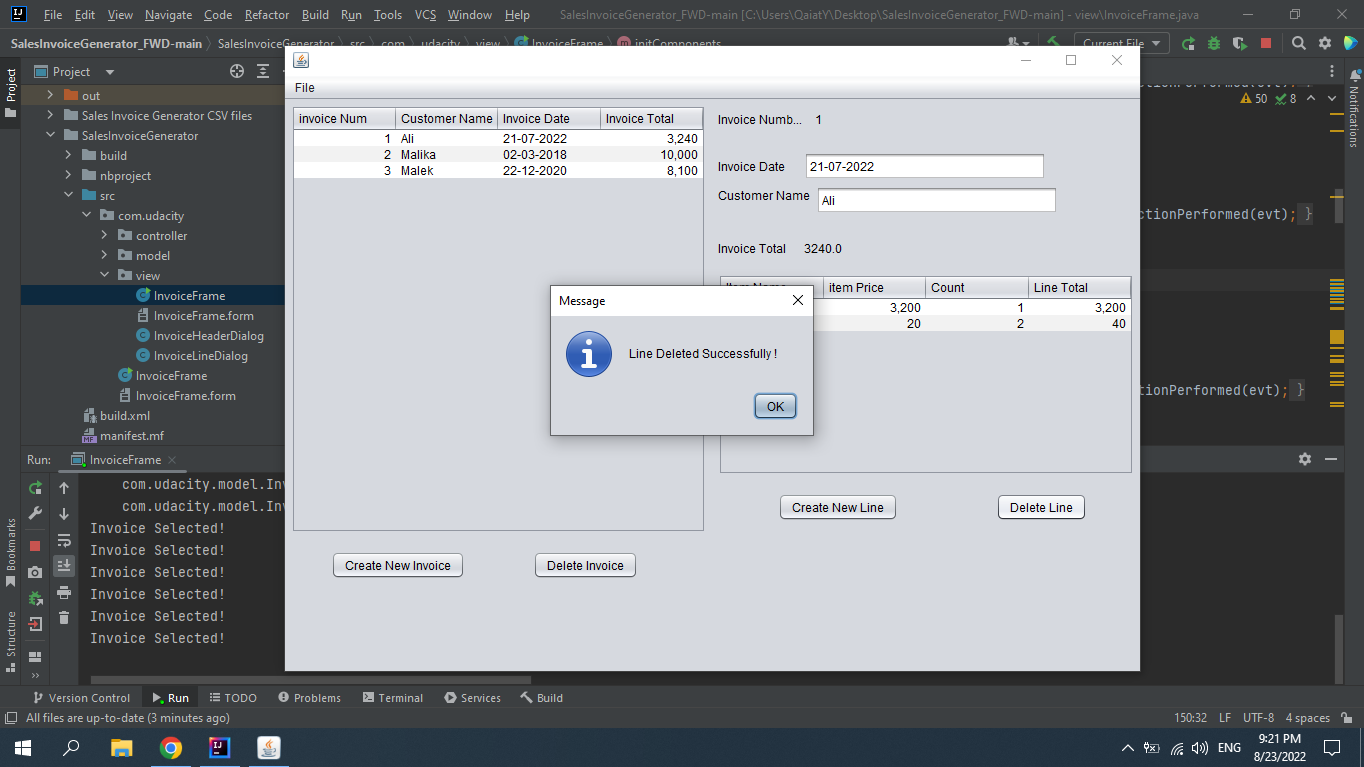 File Edit View Navigate Code Refactor Build Run Tools VCS Window Help SalesInvoiceGenerator_FWD-main [C:\Users\QaiatY\Desktop\SalesInvoiceGenerator_FWD-main] - view\InvoiceFrame.java
SalesInvoiceGenerator_FWD-main SalesInvoiceGenerator src com udacity view InvoiceFrame initComponents Current File
Project
Project
out
Sales Invoice Generator CSV files
SalesInvoiceGenerator
build
nbproject
src
com.udacity
controller
model
view
InvoiceFrame
InvoiceFrame.form
InvoiceHeaderDialog
InvoiceLineDialog
InvoiceFrame
InvoiceFrame.form
build.xml
manifest.mf
50 8
Notifications
ctionPerformed(evt); }
tionPerformed(evt); }
File
invoice Num Customer Name Invoice Date Invoice Total
1 Ali 21-07-2022 3,240
2 Malika 02-03-2018 10,000
3 Malek 22-12-2020 8,100
Invoice Numb... 1
Invoice Date 21-07-2022
Customer Name Ali
Invoice Total 3240.0
Item Name item Price Count Line Total
3,200 1 3,200
20 2 40
Message
Line Deleted Successfully !
OK
Create New Line Delete Line
Create New Invoice Delete Invoice
Run: InvoiceFrame
com.udacity.model.Inv
com.udacity.model.Inv
Invoice Selected!
Invoice Selected!
Invoice Selected!
Invoice Selected!
Invoice Selected!
Invoice Selected!
Bookmarks
Structure
Version Control Run TODO Problems Terminal Services Build
All files are up-to-date (3 minutes ago) 150:32 LF UTF-8 4 spaces
ENG 9:21 PM
8/23/2022